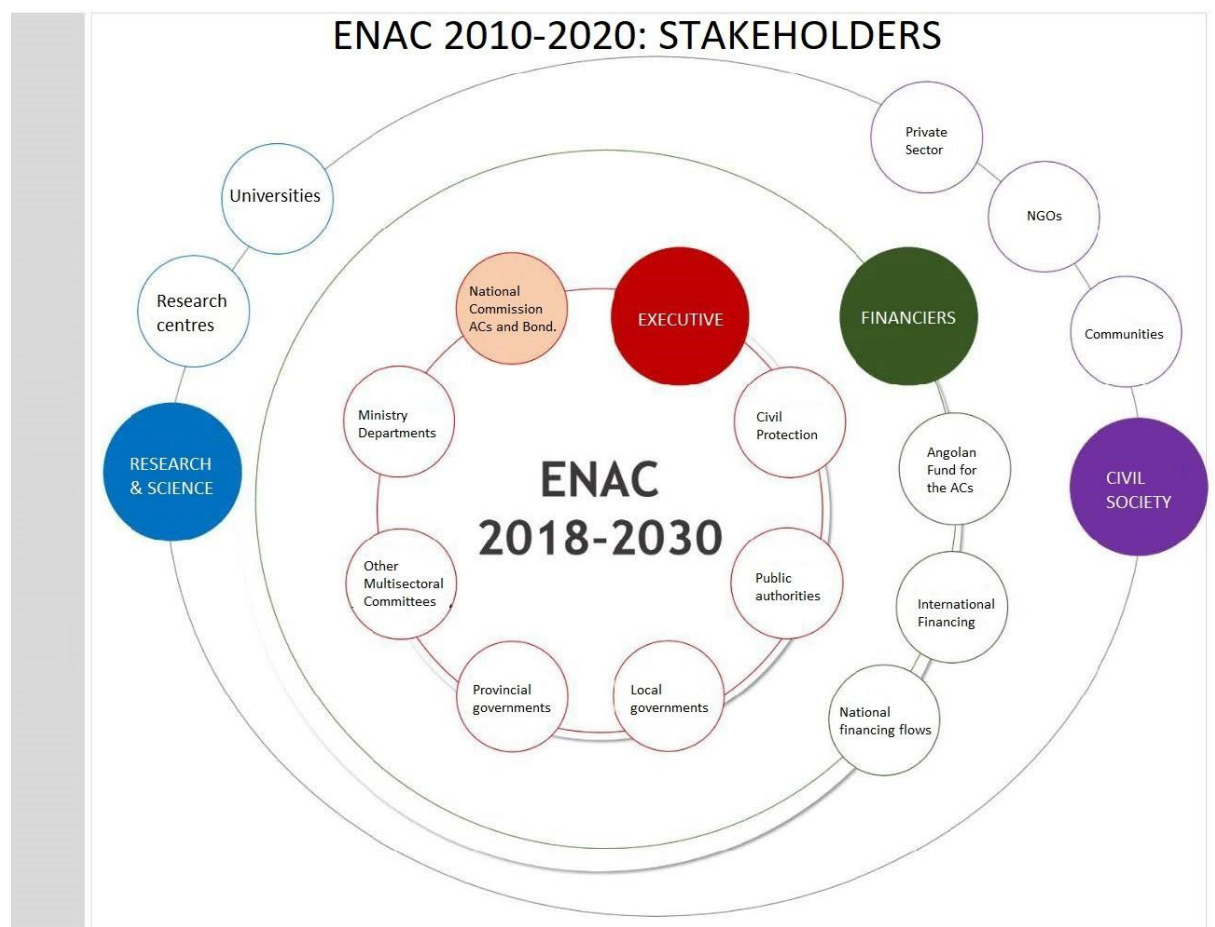 ENAC 2010-2020: STAKEHOLDERS
Private
Sector
Universities
NGOs
National
Commission
ACs and Bond.
EXECUTIVE
FINANCIERS
Research
centres
Communities
Ministry
Departments
Civil
Protection
Angolan
Fund for
the ACs
RESEARCH
& SCIENCE
CIVIL
SOCIETY
ENAC
2018-2030
Other
Multisectoral
Committees
Public
authorities
International
Financing
Provincial
governments
Local
governments
National
financing flows